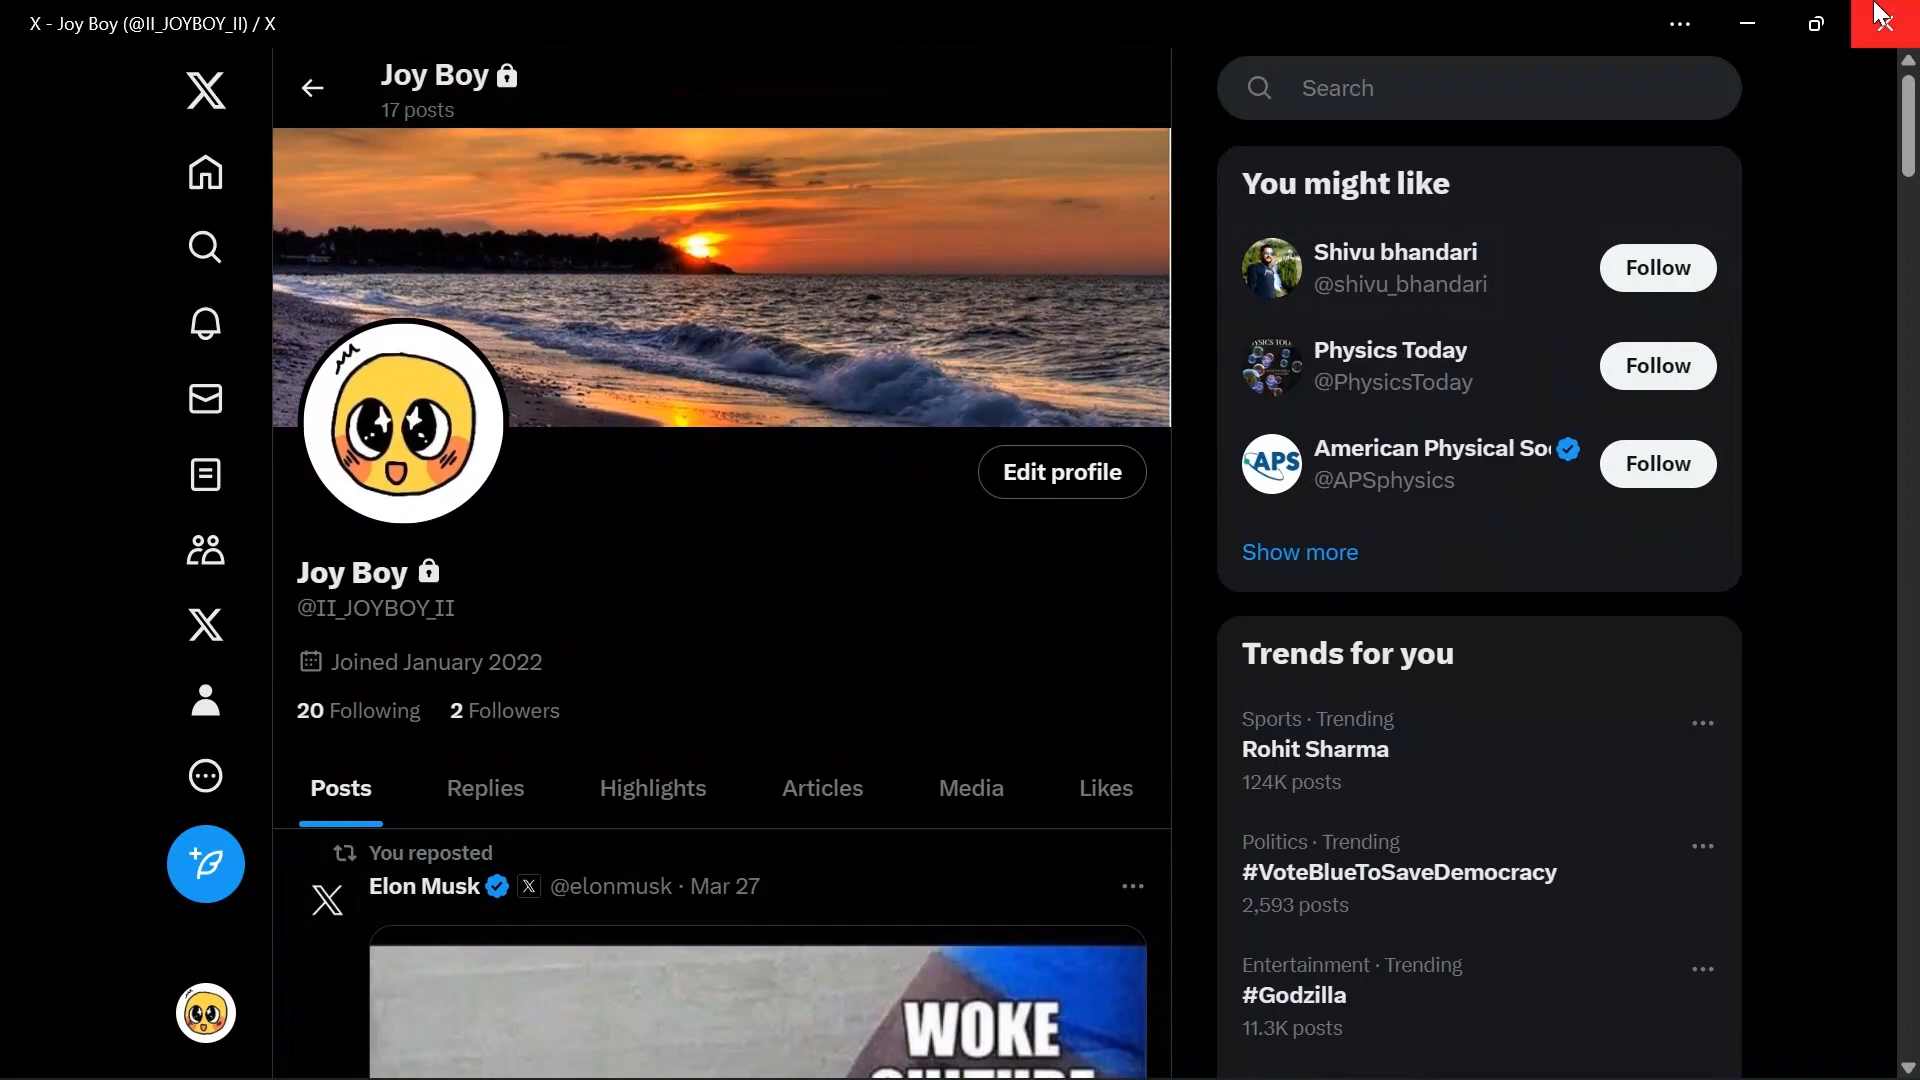 X - Joy Boy (@II_JOYBOY_II) / X
Joy Boy
17 posts
Edit profile
Joy Boy
@II_JOYBOY_II
Joined January 2022
20 Following 2 Followers
Posts Replies Highlights Articles Media Likes
You reposted
Elon Musk @elonmusk · Mar 27
WOKE
Search
You might like
Shivu bhandari
@shivu_bhandari
Follow
Physics Today
@PhysicsToday
Follow
American Physical So
@APSphysics
Follow
APS
Show more
Trends for you
Sports · Trending
Rohit Sharma
124K posts
Politics · Trending
#VoteBlueToSaveDemocracy
2,593 posts
Entertainment · Trending
#Godzilla
11.3K posts